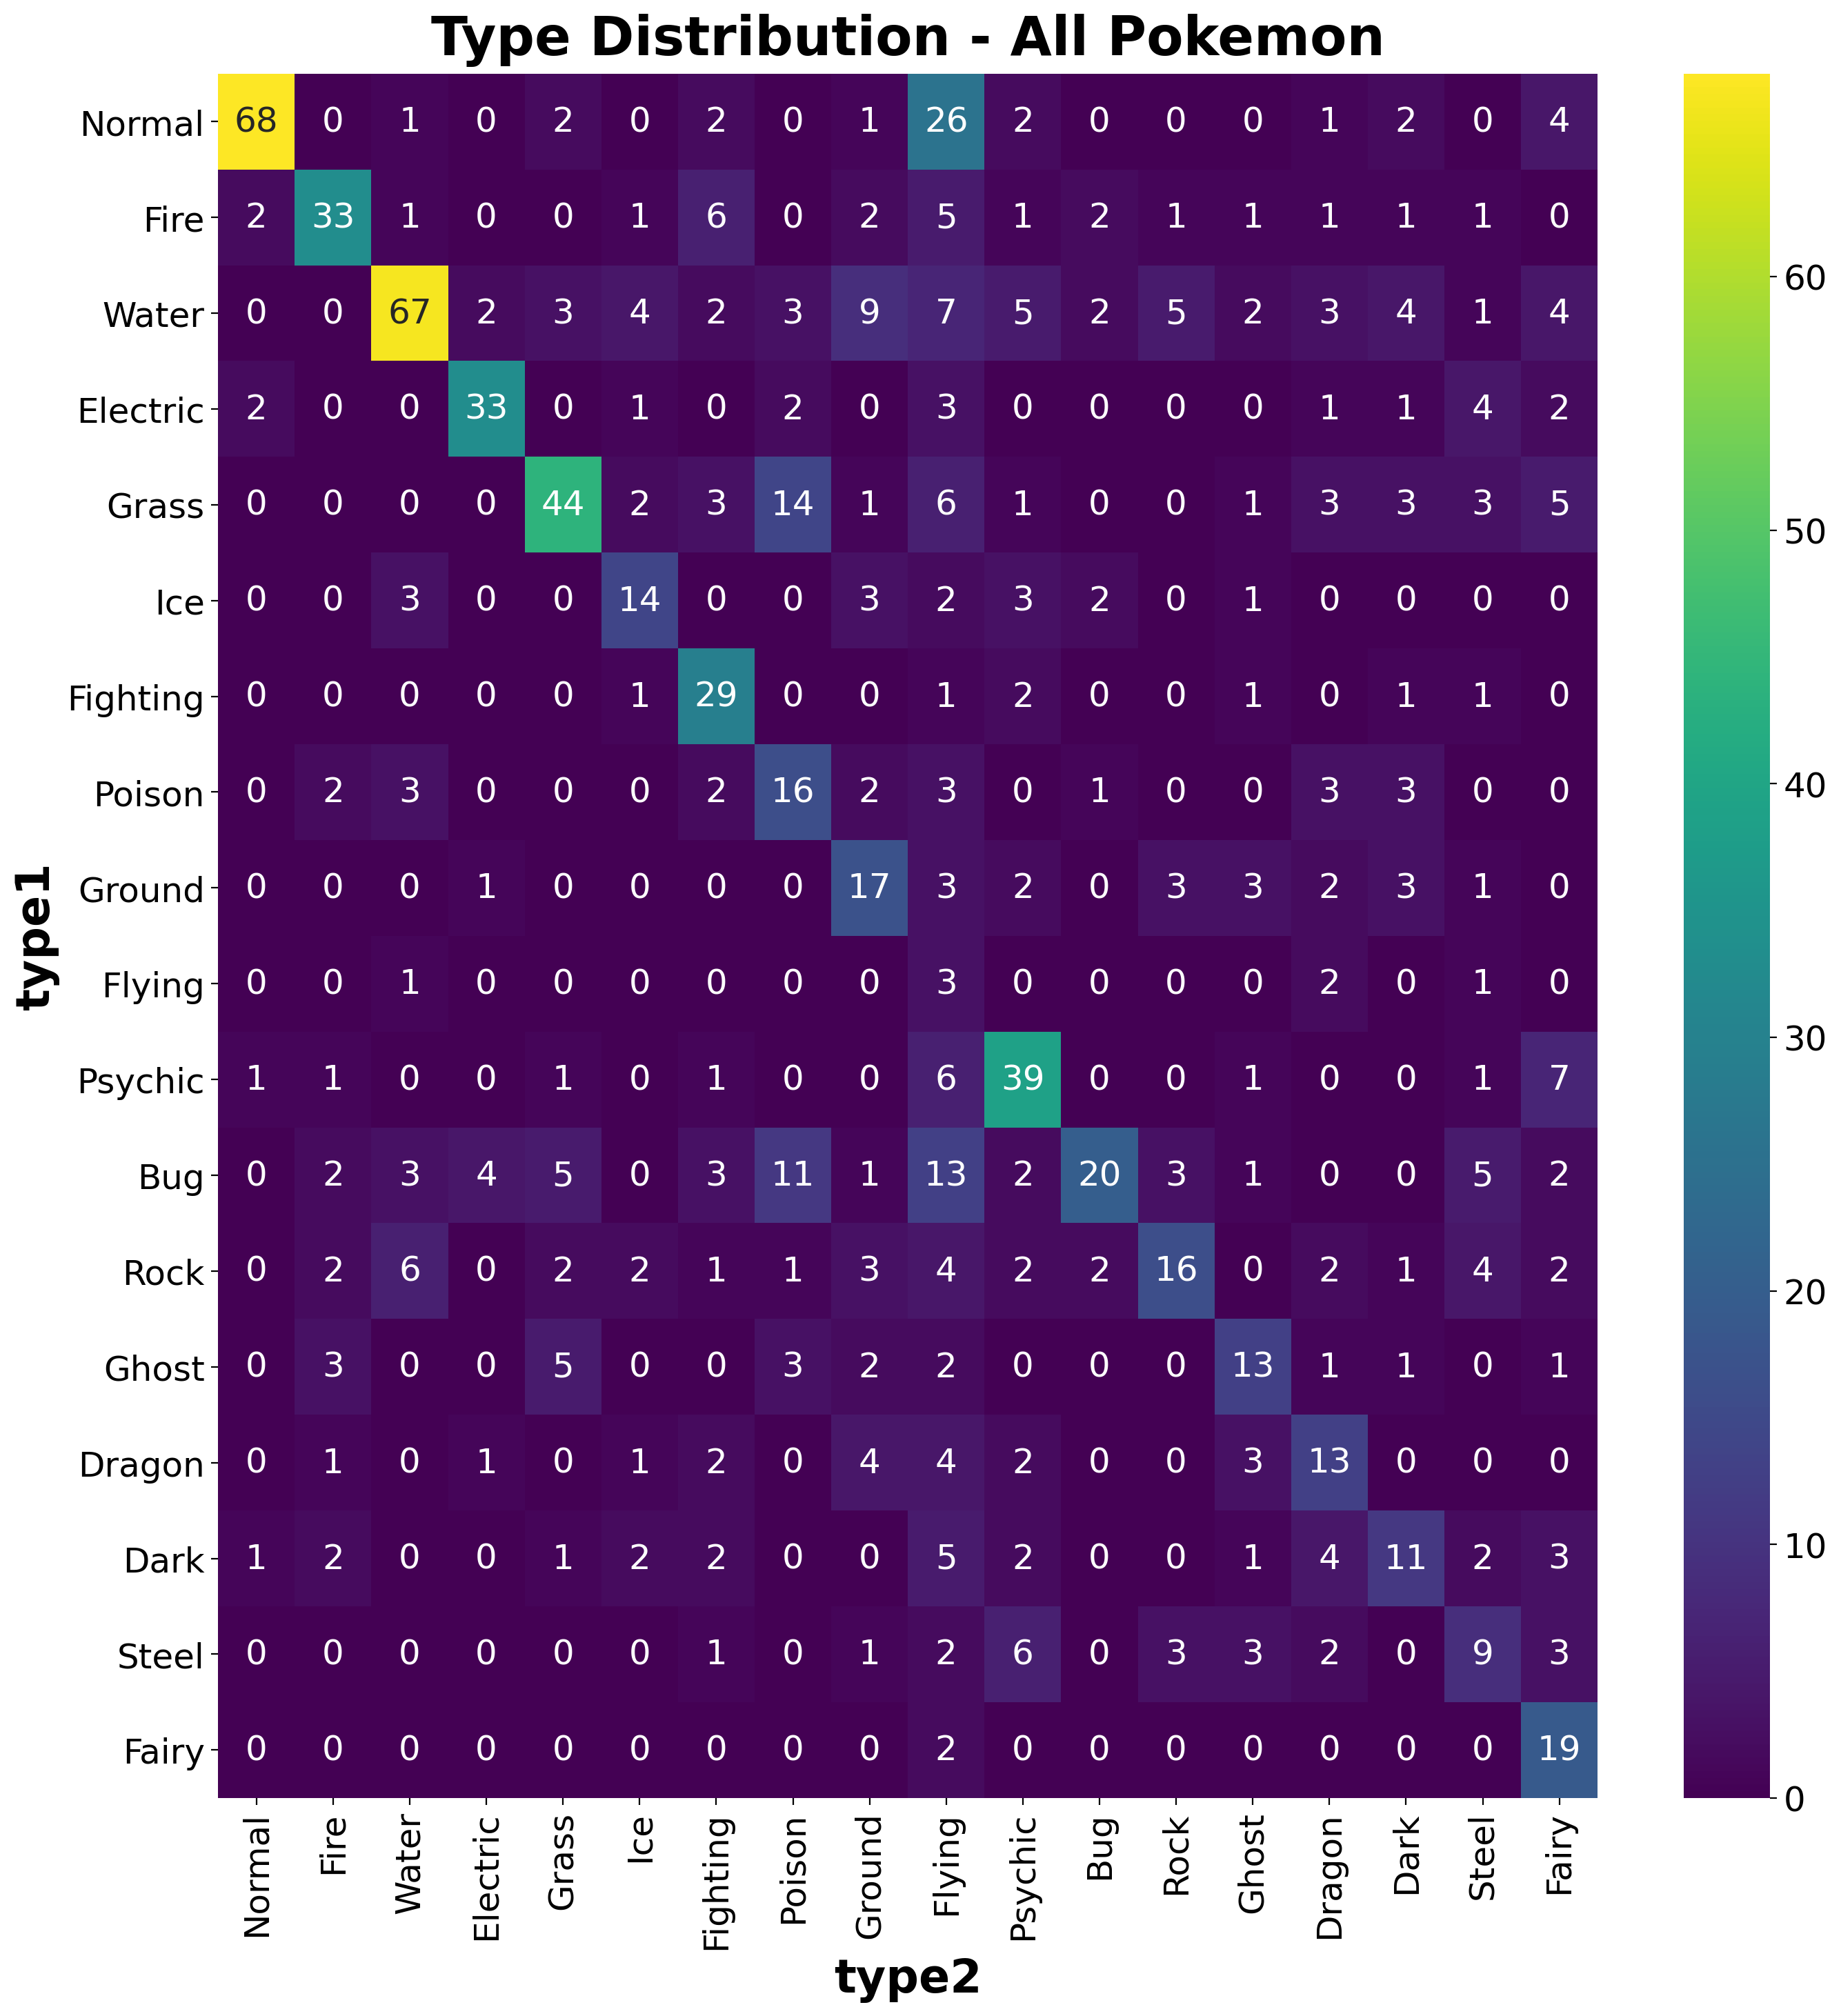 Type Distribution - All Pokemon
Normal 68 0 1 0 2 0 2 0 1 26 2 0 0 0 1 2 0 4
Fire 2 33 1 0 0 1 6 0 2 5 1 2 1 1 1 1 1 0
Water 0 0 67 2 3 4 2 3 9 7 5 2 5 2 3 4 1 4
Electric 2 0 0 33 0 1 0 2 0 3 0 0 0 0 1 1 4 2
Grass 0 0 0 0 44 2 3 14 1 6 1 0 0 1 3 3 3 5
Ice 0 0 3 0 0 14 0 0 3 2 3 2 0 1 0 0 0 0
Fighting 0 0 0 0 0 1 29 0 0 1 2 0 0 1 0 1 1 0
Poison 0 2 3 0 0 0 2 16 2 3 0 1 0 0 3 3 0 0
Ground 0 0 0 1 0 0 0 0 17 3 2 0 3 3 2 3 1 0
Flying 0 0 1 0 0 0 0 0 0 3 0 0 0 0 2 0 1 0
Psychic 1 1 0 0 1 0 1 0 0 6 39 0 0 1 0 0 1 7
Bug 0 2 3 4 5 0 3 11 1 13 2 20 3 1 0 0 5 2
Rock 0 2 6 0 2 2 1 1 3 4 2 2 16 0 2 1 4 2
Ghost 0 3 0 0 5 0 0 3 2 2 0 0 0 13 1 1 0 1
Dragon 0 1 0 1 0 1 2 0 4 4 2 0 0 3 13 0 0 0
Dark 1 2 0 0 1 2 2 0 0 5 2 0 0 1 4 11 2 3
Steel 0 0 0 0 0 0 1 0 1 2 6 0 3 3 2 0 9 3
Fairy 0 0 0 0 0 0 0 0 0 2 0 0 0 0 0 0 0 19
Normal Fire Water Electric Grass Ice Fighting Poison Ground Flying Psychic Bug Rock Ghost Dragon Dark Steel Fairy
type2
type1
60
50
40
30
20
10
0